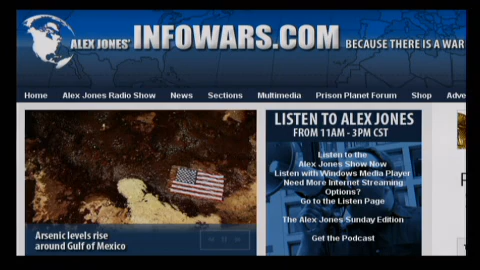 ALEX JONES' INFOWARS.COM BECAUSE THERE IS A WAR
Home Alex Jones Radio Show News Sections Multimedia Prison Planet Forum Shop Adve
LISTEN TO ALEX JONES
FROM 11AM - 3PM CST
Listen to the
Alex Jones Show Now
Listen with Windows Media Player
Need More Internet Streaming
Options?
Go to the Listen Page
The Alex Jones Sunday Edition
Get the Podcast
Arsenic levels rise
around Gulf of Mexico